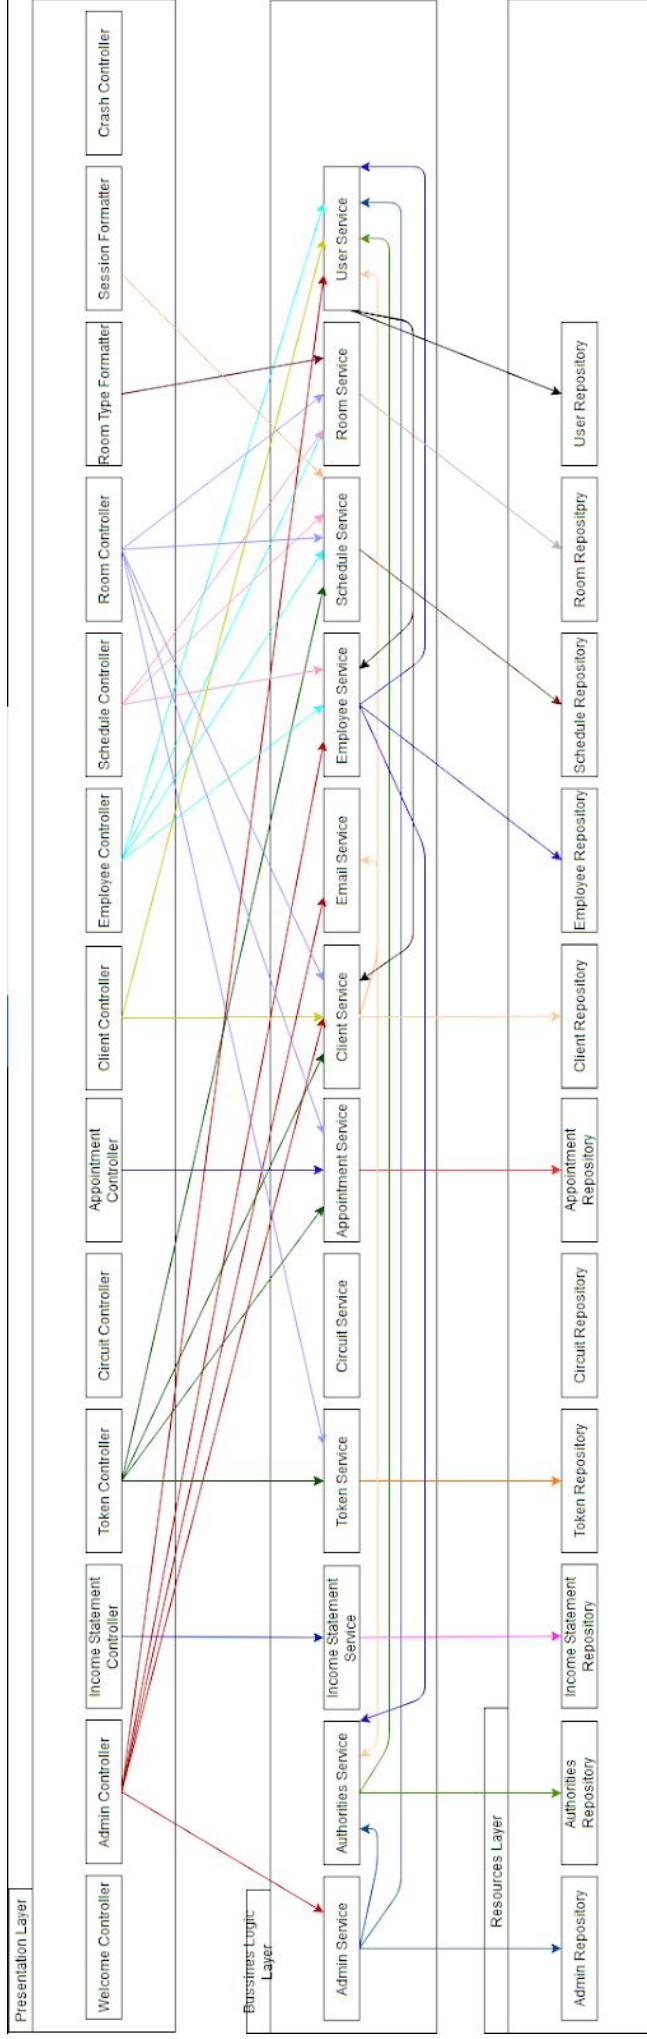 Presentation Layer
Welcome Controller
Admin Controller
Income Statement
Controller
Token Controller
Circuit Controller
Appointment
Controller
Client Controller
Employee Controller
Schedule Controller
Room Controller
Room Type Formatter
Session Formatter
Crash Controller
Bussines Logic
Layer
Admin Service
Authorities Service
Income Statement
Service
Token Service
Circuit Service
Appointment Service
Client Service
Email Service
Employee Service
Schedule Service
Room Service
User Service
Resources Layer
Admin Repository
Authorities
Repository
Income Statement
Repository
Token Repository
Circuit Repository
Appointment
Repository
Client Repository
Employee Repository
Schedule Repository
Room Repositpry
User Repository